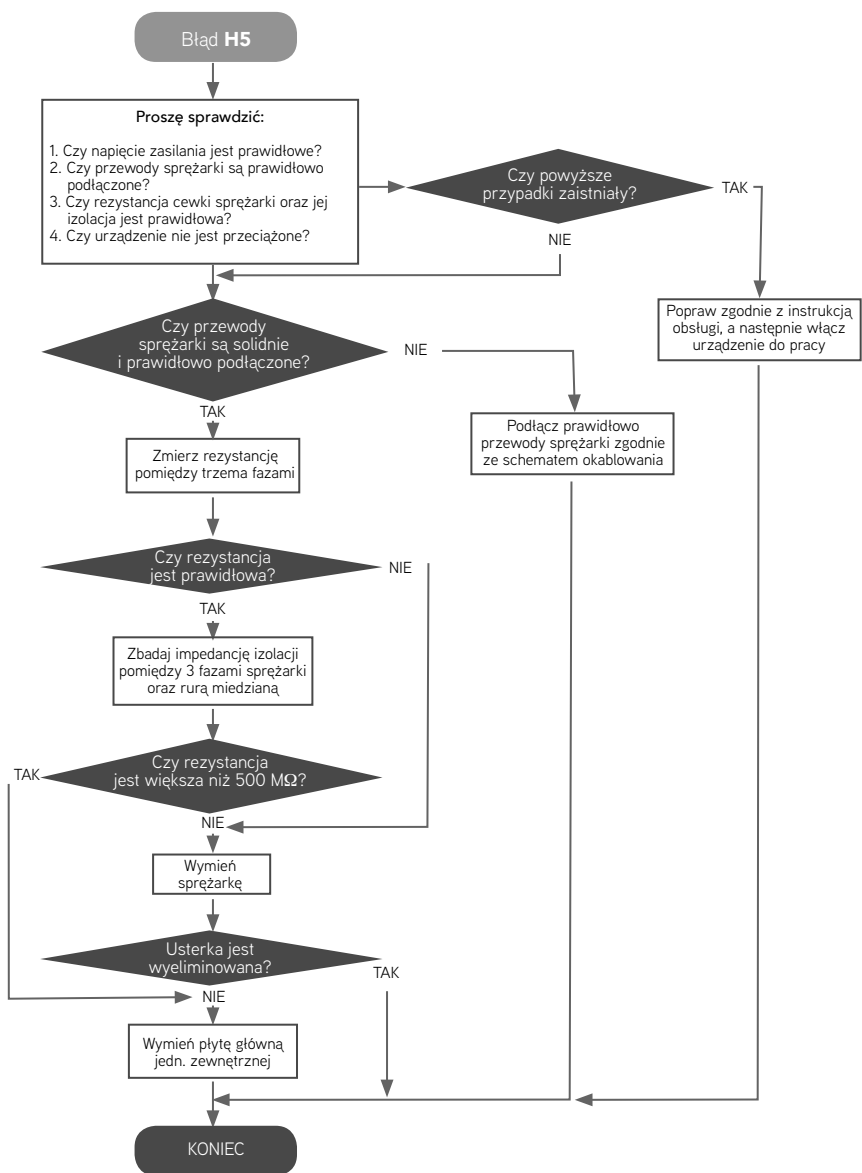 Błąd H5
Proszę sprawdzić:
1. Czy napięcie zasilania jest prawidłowe?
2. Czy przewody sprężarki są prawidłowo
podłączone?
3. Czy rezystancja cewki sprężarki oraz jej
izolacja jest prawidłowa?
4. Czy urządzenie nie jest przeciążone?
Czy powyższe
przypadki zaistniały?
TAK
NIE
Popraw zgodnie z instrukcją
obsługi, a następnie włącz
urządzenie do pracy
Czy przewody
sprężarki są solidnie
i prawidłowo podłączone?
NIE
TAK
Podłącz prawidłowo
przewody sprężarki zgodnie
ze schematem okablowania
Zmierz rezystancję
pomiędzy trzema fazami
Czy rezystancja
jest prawidłowa?
NIE
TAK
Zbadaj impedancję izolacji
pomiędzy 3 fazami sprężarki
oraz rurą miedzianą
Czy rezystancja
jest większa niż 500 MΩ?
TAK
NIE
Wymień
sprężarkę
Usterka jest
wyeliminowana?
TAK
NIE
Wymień płytę główną
jedn. zewnętrznej
KONIEC